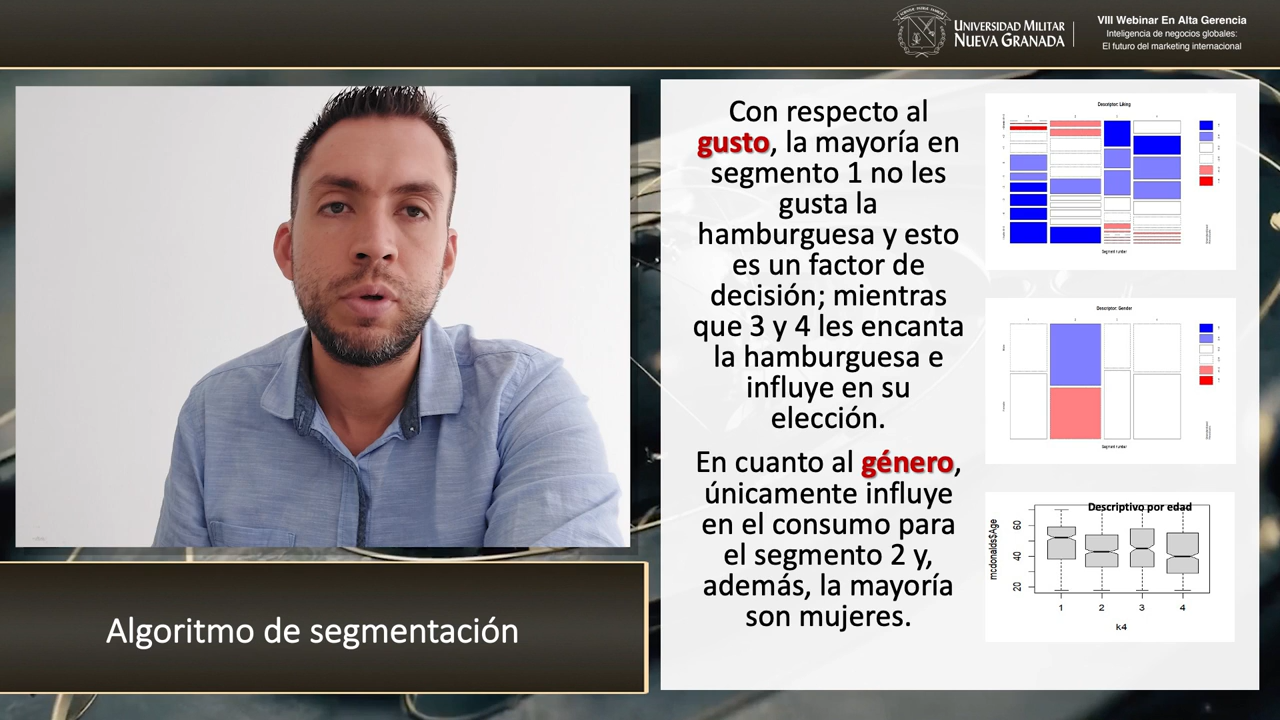 UNIVERSIDAD MILITAR
NUEVA GRANADA
VIII Webinar En Alta Gerencia
Inteligencia de negocios globales:
El futuro del marketing internacional
Con respecto al
gusto, la mayoría en
segmento 1 no les
gusta la
hamburguesa y esto
es un factor de
decisión; mientras
que 3 y 4 les encanta
la hamburguesa e
influye en su
elección.
En cuanto al género,
únicamente influye
en el consumo para
el segmento 2 y,
además, la mayoría
son mujeres.
Descriptor: Liking
Segment number
Descriptor: Gender
Segment number
Descriptivo por edad
mcdonalds$Age
60
40
20
1 2 3 4
k4
Algoritmo de segmentación